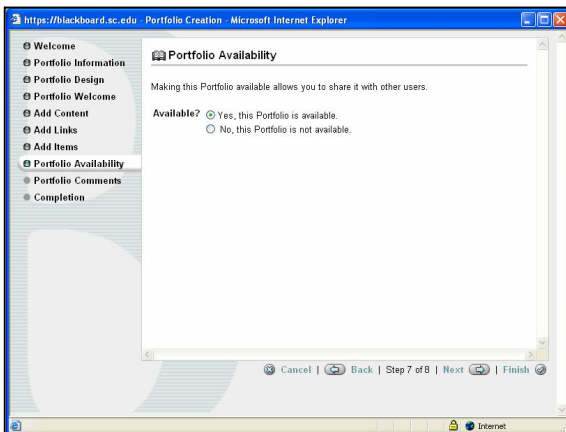 https://blackboard.sc.edu - Portfolio Creation - Microsoft Internet Explorer
Welcome
Portfolio Information
Portfolio Design
Portfolio Welcome
Add Content
Add Links
Add Items
Portfolio Availability
Portfolio Comments
Completion
Portfolio Availability
Making this Portfolio available allows you to share it with other users.
Available? Yes, this Portfolio is available.
No, this Portfolio is not available.
Cancel | Back | Step 7 of 8 | Next | Finish
Internet